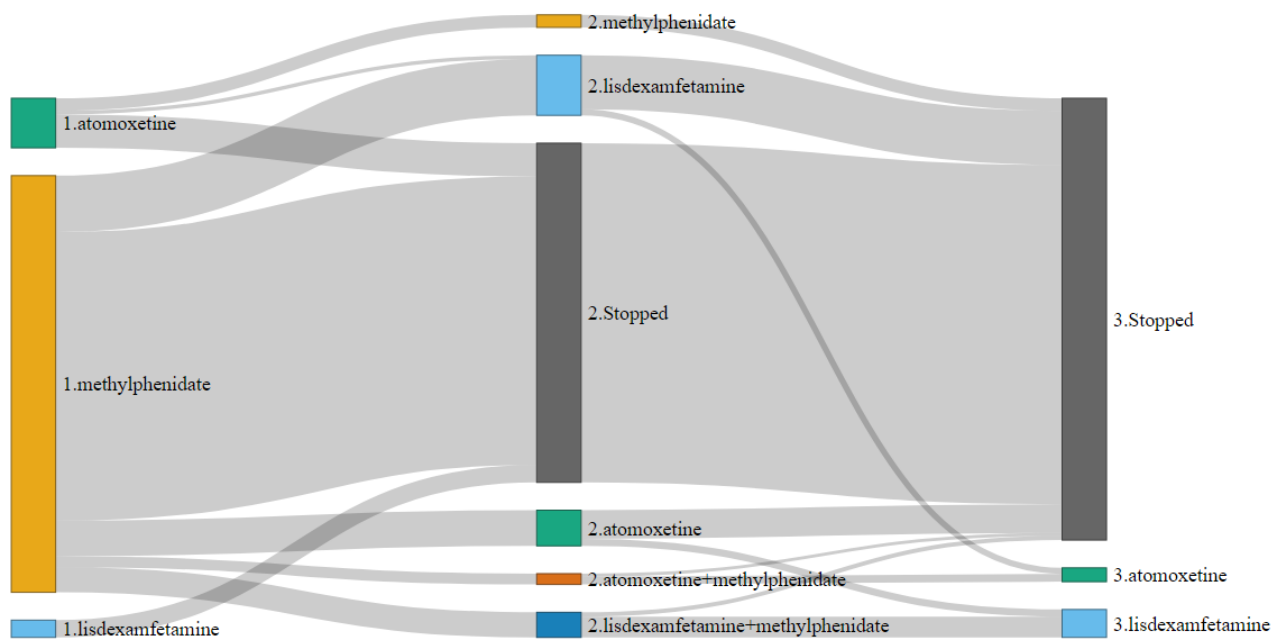 1.atomoxetine
1.methylphenidate
1.lisdexamfetamine
2.methylphenidate
2.lisdexamfetamine
2.Stopped
2.atomoxetine
2.atomoxetine+methylphenidate
2.lisdexamfetamine+methylphenidate
3.Stopped
3.atomoxetine
3.lisdexamfetamine